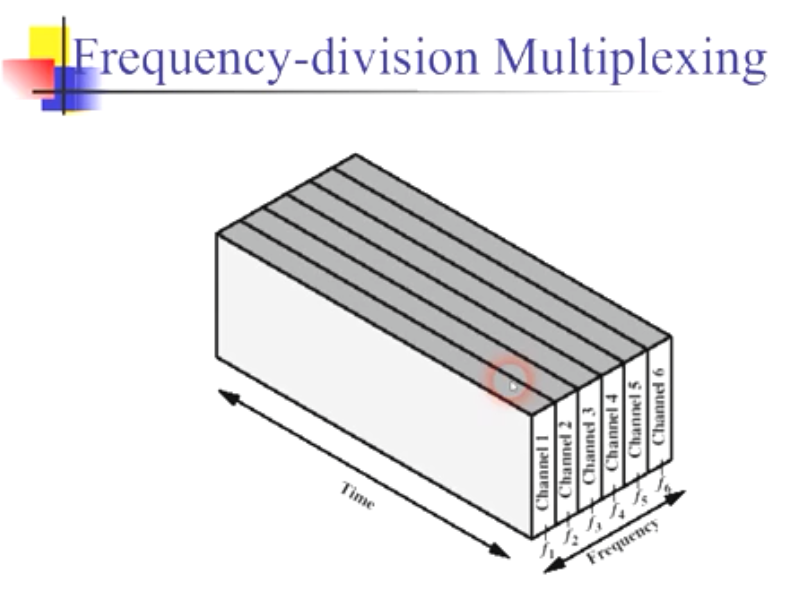 Frequency-division Multiplexing
Channel 1
Channel 2
Channel 3
Channel 4
Channel 5
Channel 6
f1
f2
f3
f4
f5
f6
Time
Frequency